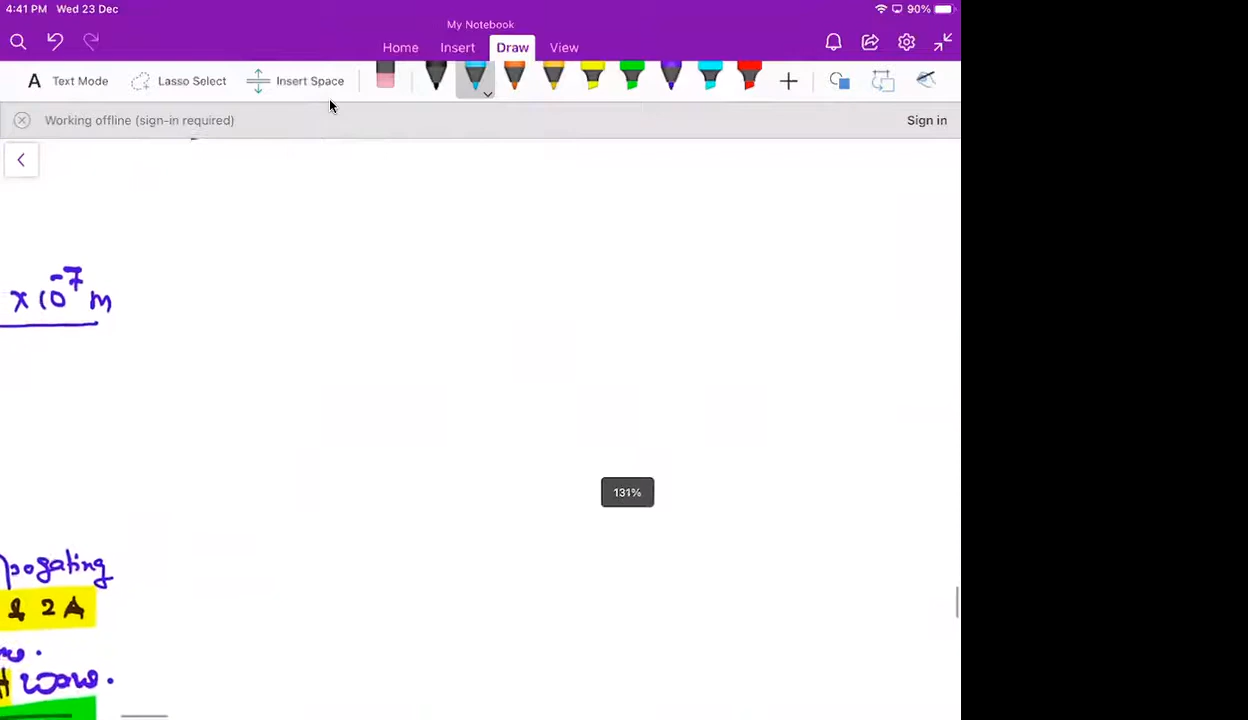 4:41 PM Wed 23 Dec
90%
My Notebook
Home Insert Draw View
A Text Mode Lasso Select Insert Space
Working offline (sign-in required)
Sign in
x 10^-7 m
131%
pogating
& 2A
wave.